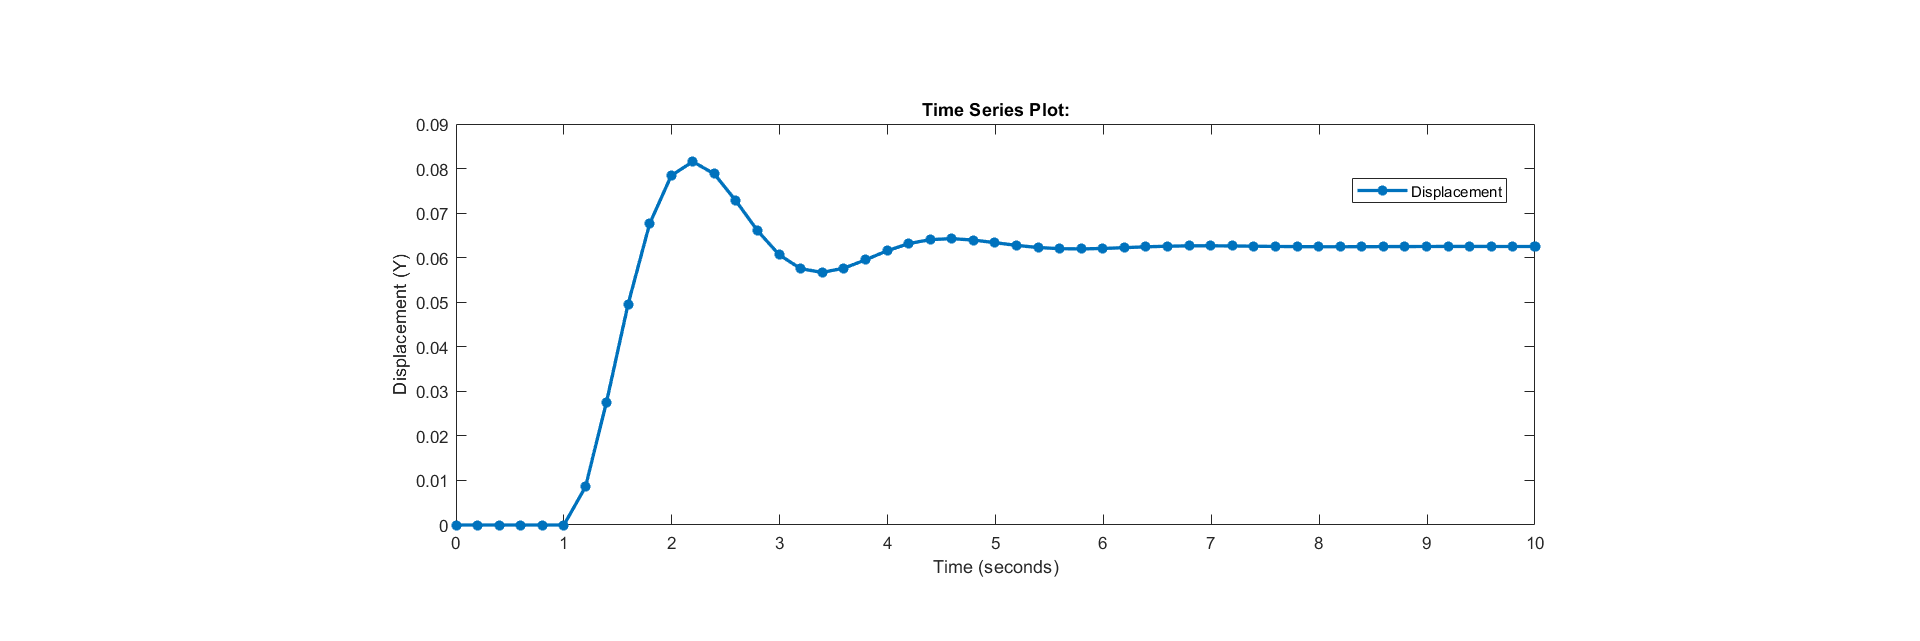 Time Series Plot:
0.09
0.08
0.07
0.06
0.05
0.04
0.03
0.02
0.01
0
Displacement (Y)
Displacement
0 1 2 3 4 5 6 7 8 9 10
Time (seconds)